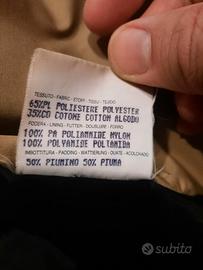 TESSUTO - FABRIC - ETOFF - TISSU - TEJIDO
65%PL POLIESTERE POLYESTER
35%CO COTONE COTTON ALGODO
FODERA - LINING - FUTTER - DOUBLURE - FORRO
100% PA POLIAMMIDE NYLON
100% POLYAMIDE POLIAMIDA
IMBOTTITURA - PADDING - WATTIERUNG - OUATE - ACOLCHADO
50% PIUMINO 50% PIUMA
subito